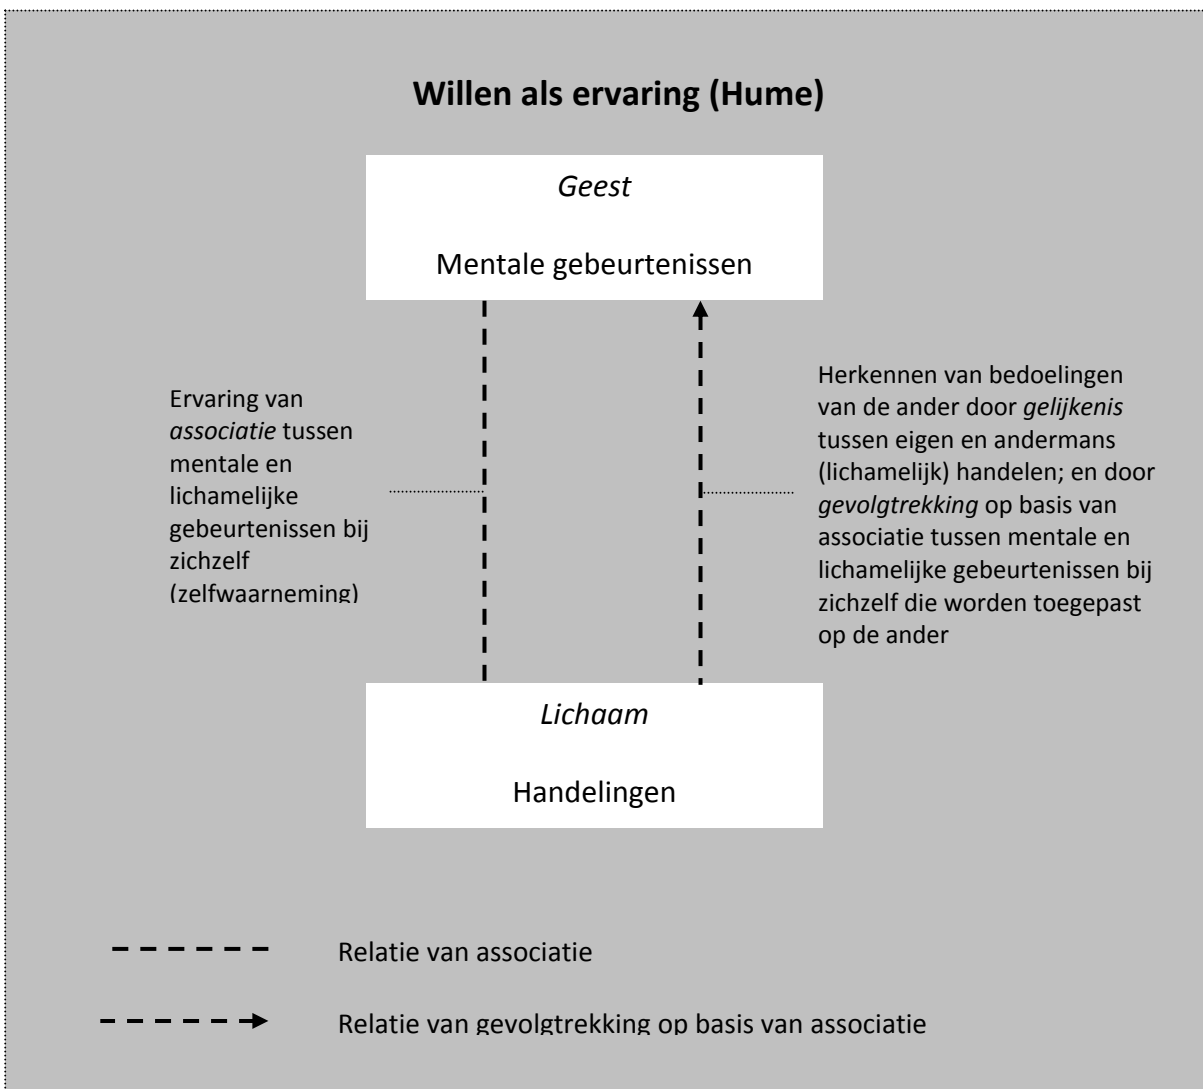 Willen als ervaring (Hume)
Geest
Mentale gebeurtenissen
Ervaring van
associatie tussen
mentale en
lichamelijke
gebeurtenissen bij
zichzelf
(zelfwaarneming)
Herkennen van bedoelingen
van de ander door gelijkenis
tussen eigen en andermans
(lichamelijk) handelen; en door
gevolgtrekking op basis van
associatie tussen mentale en
lichamelijke gebeurtenissen bij
zichzelf die worden toegepast
op de ander
Lichaam
Handelingen
Relatie van associatie
Relatie van gevolgtrekking op basis van associatie